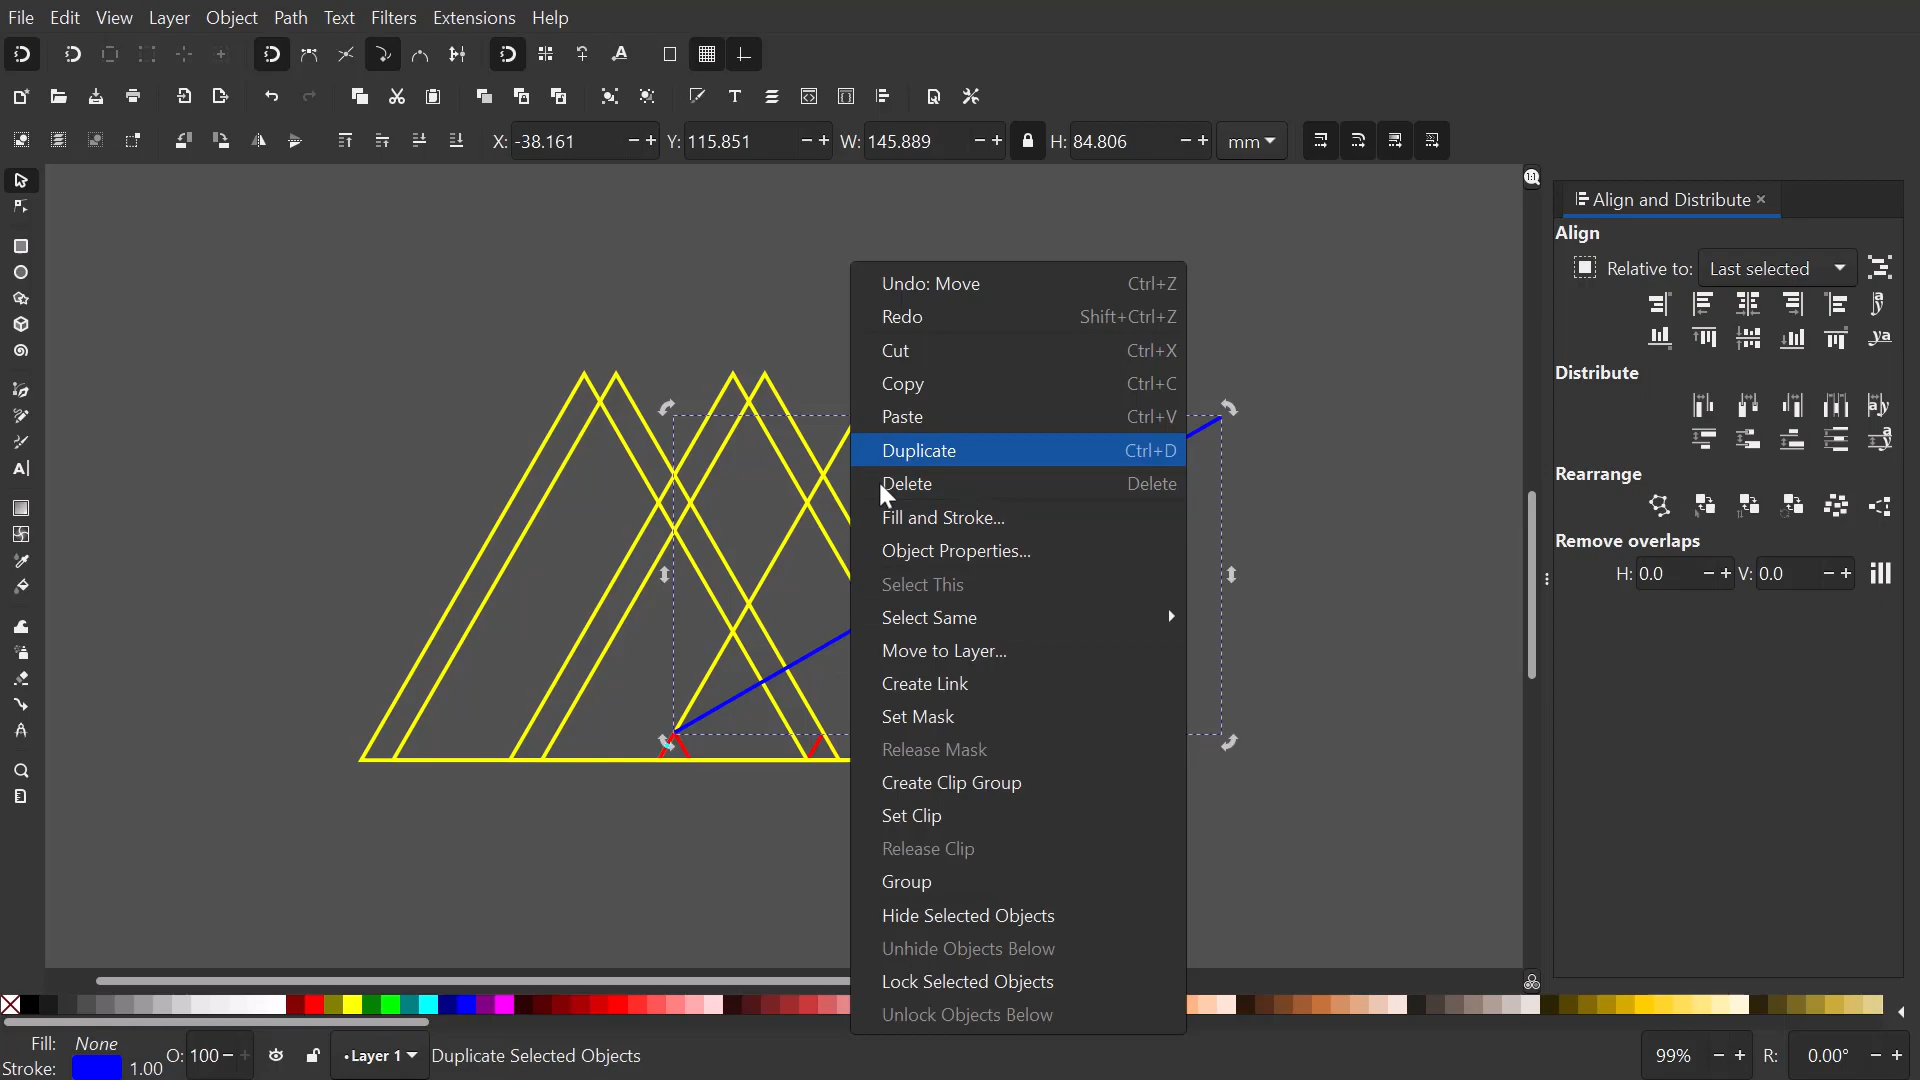 File Edit View Layer Object Path Text Filters Extensions Help
X: -38.161 Y: 115.851 W: 145.889 H: 84.806 mm
Align and Distribute
Align
Relative to: Last selected
Distribute
Rearrange
Remove overlaps
H: 0.0 V: 0.0
Undo: Move Ctrl+Z
Redo Shift+Ctrl+Z
Cut Ctrl+X
Copy Ctrl+C
Paste Ctrl+V
Duplicate Ctrl+D
Delete Delete
Fill and Stroke...
Object Properties...
Select This
Select Same
Move to Layer...
Create Link
Set Mask
Release Mask
Create Clip Group
Set Clip
Release Clip
Group
Hide Selected Objects
Unhide Objects Below
Lock Selected Objects
Unlock Objects Below
Fill: None
Stroke: 1.00
O: 100
•Layer 1
Duplicate Selected Objects
99%
R: 0.00°